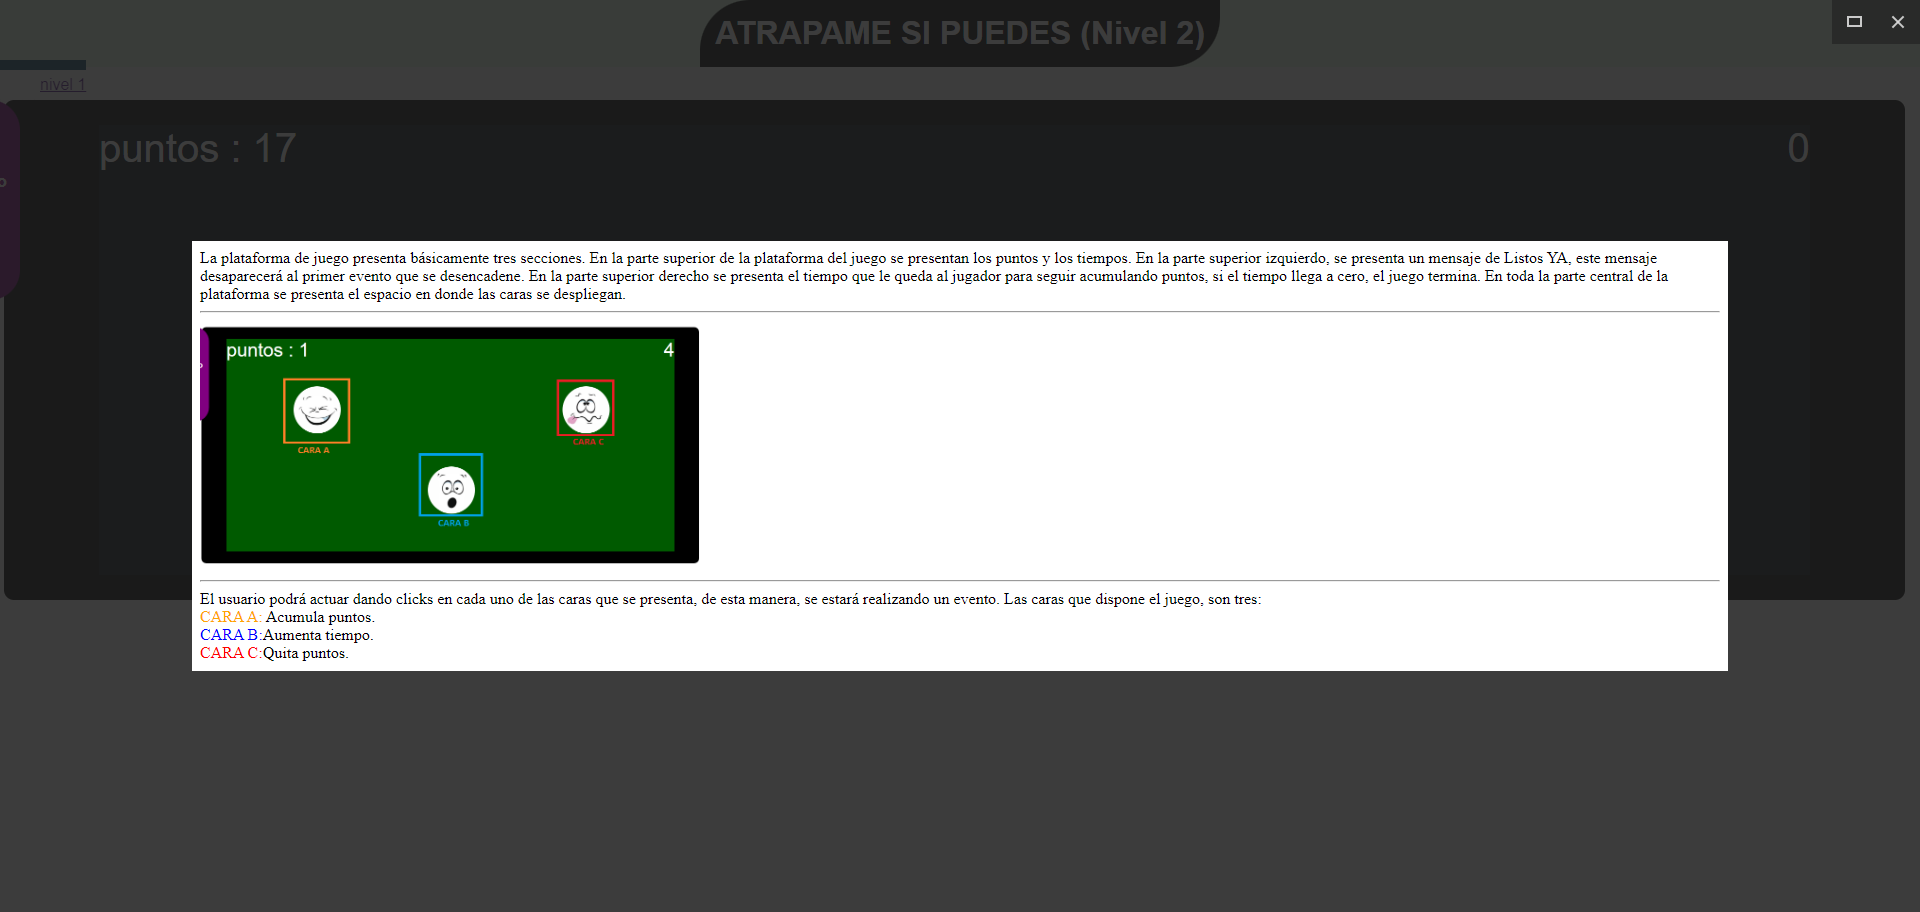 ATRAPAME SI PUEDES (Nivel 2)
nivel 1
puntos : 17
0
La plataforma de juego presenta básicamente tres secciones. En la parte superior de la plataforma del juego se presentan los puntos y los tiempos. En la parte superior izquierdo, se presenta un mensaje de Listos YA, este mensaje
desaparecerá al primer evento que se desencadene. En la parte superior derecho se presenta el tiempo que le queda al jugador para seguir acumulando puntos, si el tiempo llega a cero, el juego termina. En toda la parte central de la
plataforma se presenta el espacio en donde las caras se despliegan.
puntos : 1
4
CARA A
CARA C
CARA B
El usuario podrá actuar dando clicks en cada uno de las caras que se presenta, de esta manera, se estará realizando un evento. Las caras que dispone el juego, son tres:
CARA A: Acumula puntos.
CARA B:Aumenta tiempo.
CARA C:Quita puntos.